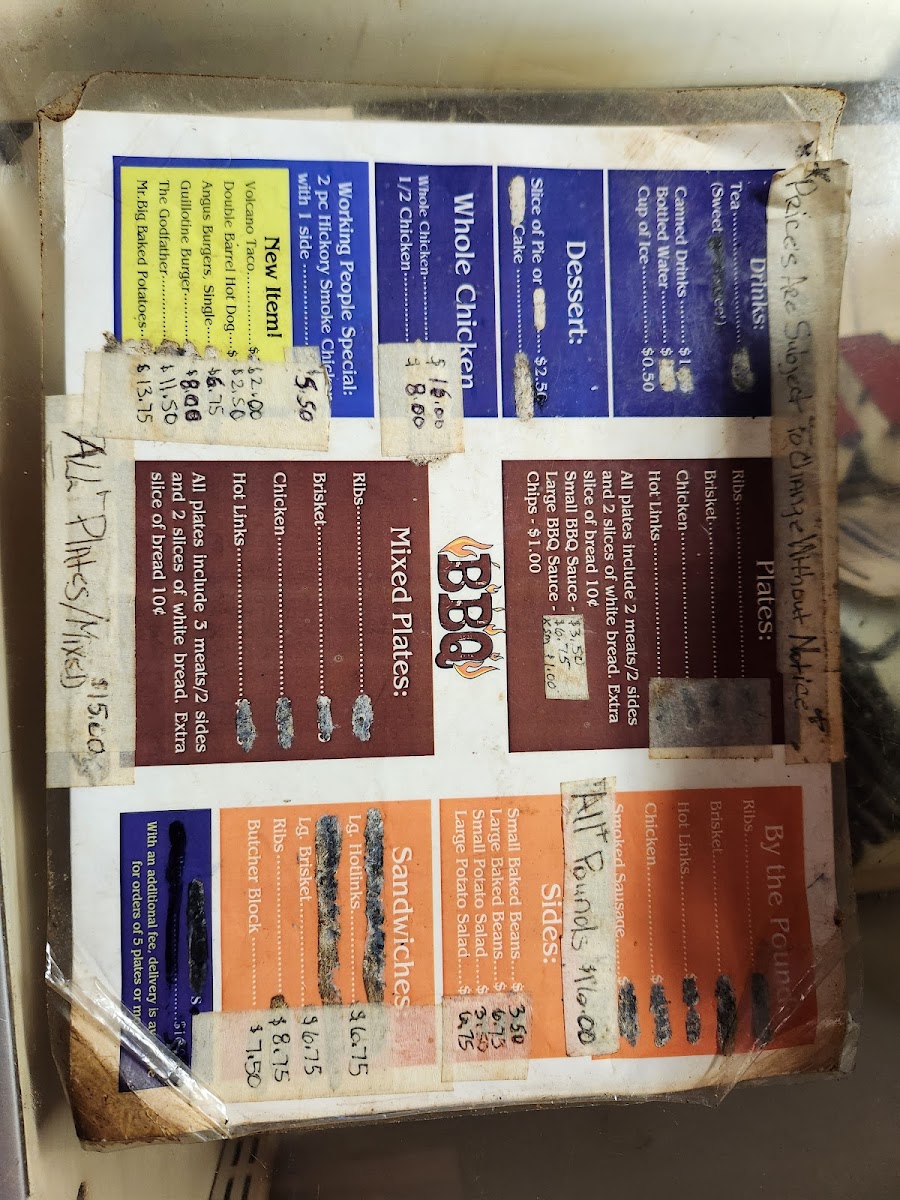 *Prices Are Subject To Change Without Notice*
Drinks:
Tea
(Sweet
Canned Drinks $1
Bottled Water $
Cup of Ice $0.50
Dessert:
Slice of Pie or $2.50
Cake
Whole Chicken
Whole Chicken $16.00
1/2 Chicken $8.00
Working People Special:
2 pc Hickory Smoke
with 1 side $5.50
New Item!
Volcano Taco $2.00
Double Barrel Hot Dog $2.50
Angus Burgers, Single $6.75
Guillotine Burger $8.00
The Godfather $11.50
Mr.Big Baked Potatoes $13.75
Plates:
Ribs
Brisket
Chicken
Hot Links
All plates include 2 meats/2 sides
and 2 slices of white bread. Extra
slice of bread 10¢
Small BBQ Sauce - $3.50
Large BBQ Sauce - $6.75
Chips - $1.00
BBQ
Mixed Plates:
Ribs
Brisket
Chicken
Hot Links
All plates include 3 meats/2 sides
and 2 slices of white bread. Extra
slice of bread 10¢
ALL Plates/Mixed $15.00
By the Pound
Ribs
Brisket
Hot Links
Chicken $
Smoked Sausage $
"All" Pounds $16.00
Sides:
Small Baked Beans $3.50
Large Baked Beans $6.75
Small Potato Salad $3.50
Large Potato Salad $6.75
Sandwiches:
Lg. Hotlinks $6.75
Lg. Brisket $6.75
Ribs $8.75
Butcher Block $7.50
With an additional fee, delivery is
for orders of 5 plates or